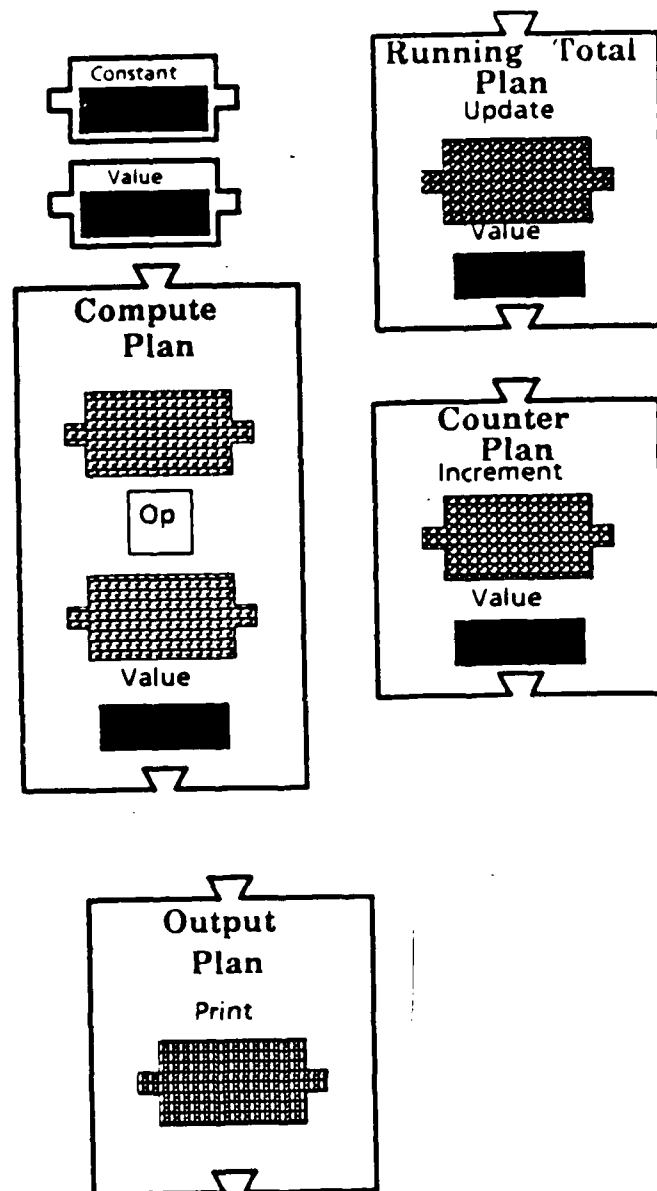 Constant
Value
Compute
Plan
Op
Value
Running Total
Plan
Update
Value
Counter
Plan
Increment
Value
Output
Plan
Print